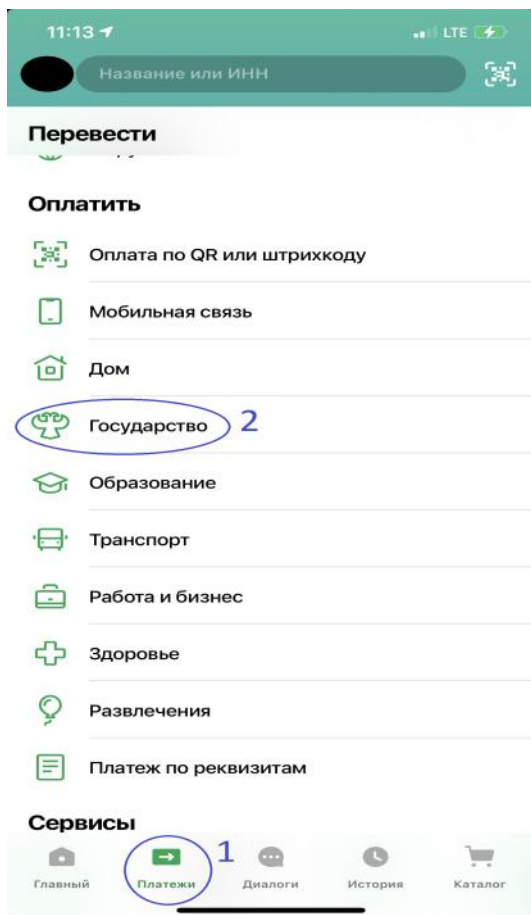 11:13
LTE
Название или ИНН
Перевести
Оплатить
Оплата по QR или штрихкоду
Мобильная связь
Дом
Государство 2
Образование
Транспорт
Работа и бизнес
Здоровье
Развлечения
Платеж по реквизитам
Сервисы
1
Главный Платежи Диалоги История Каталог